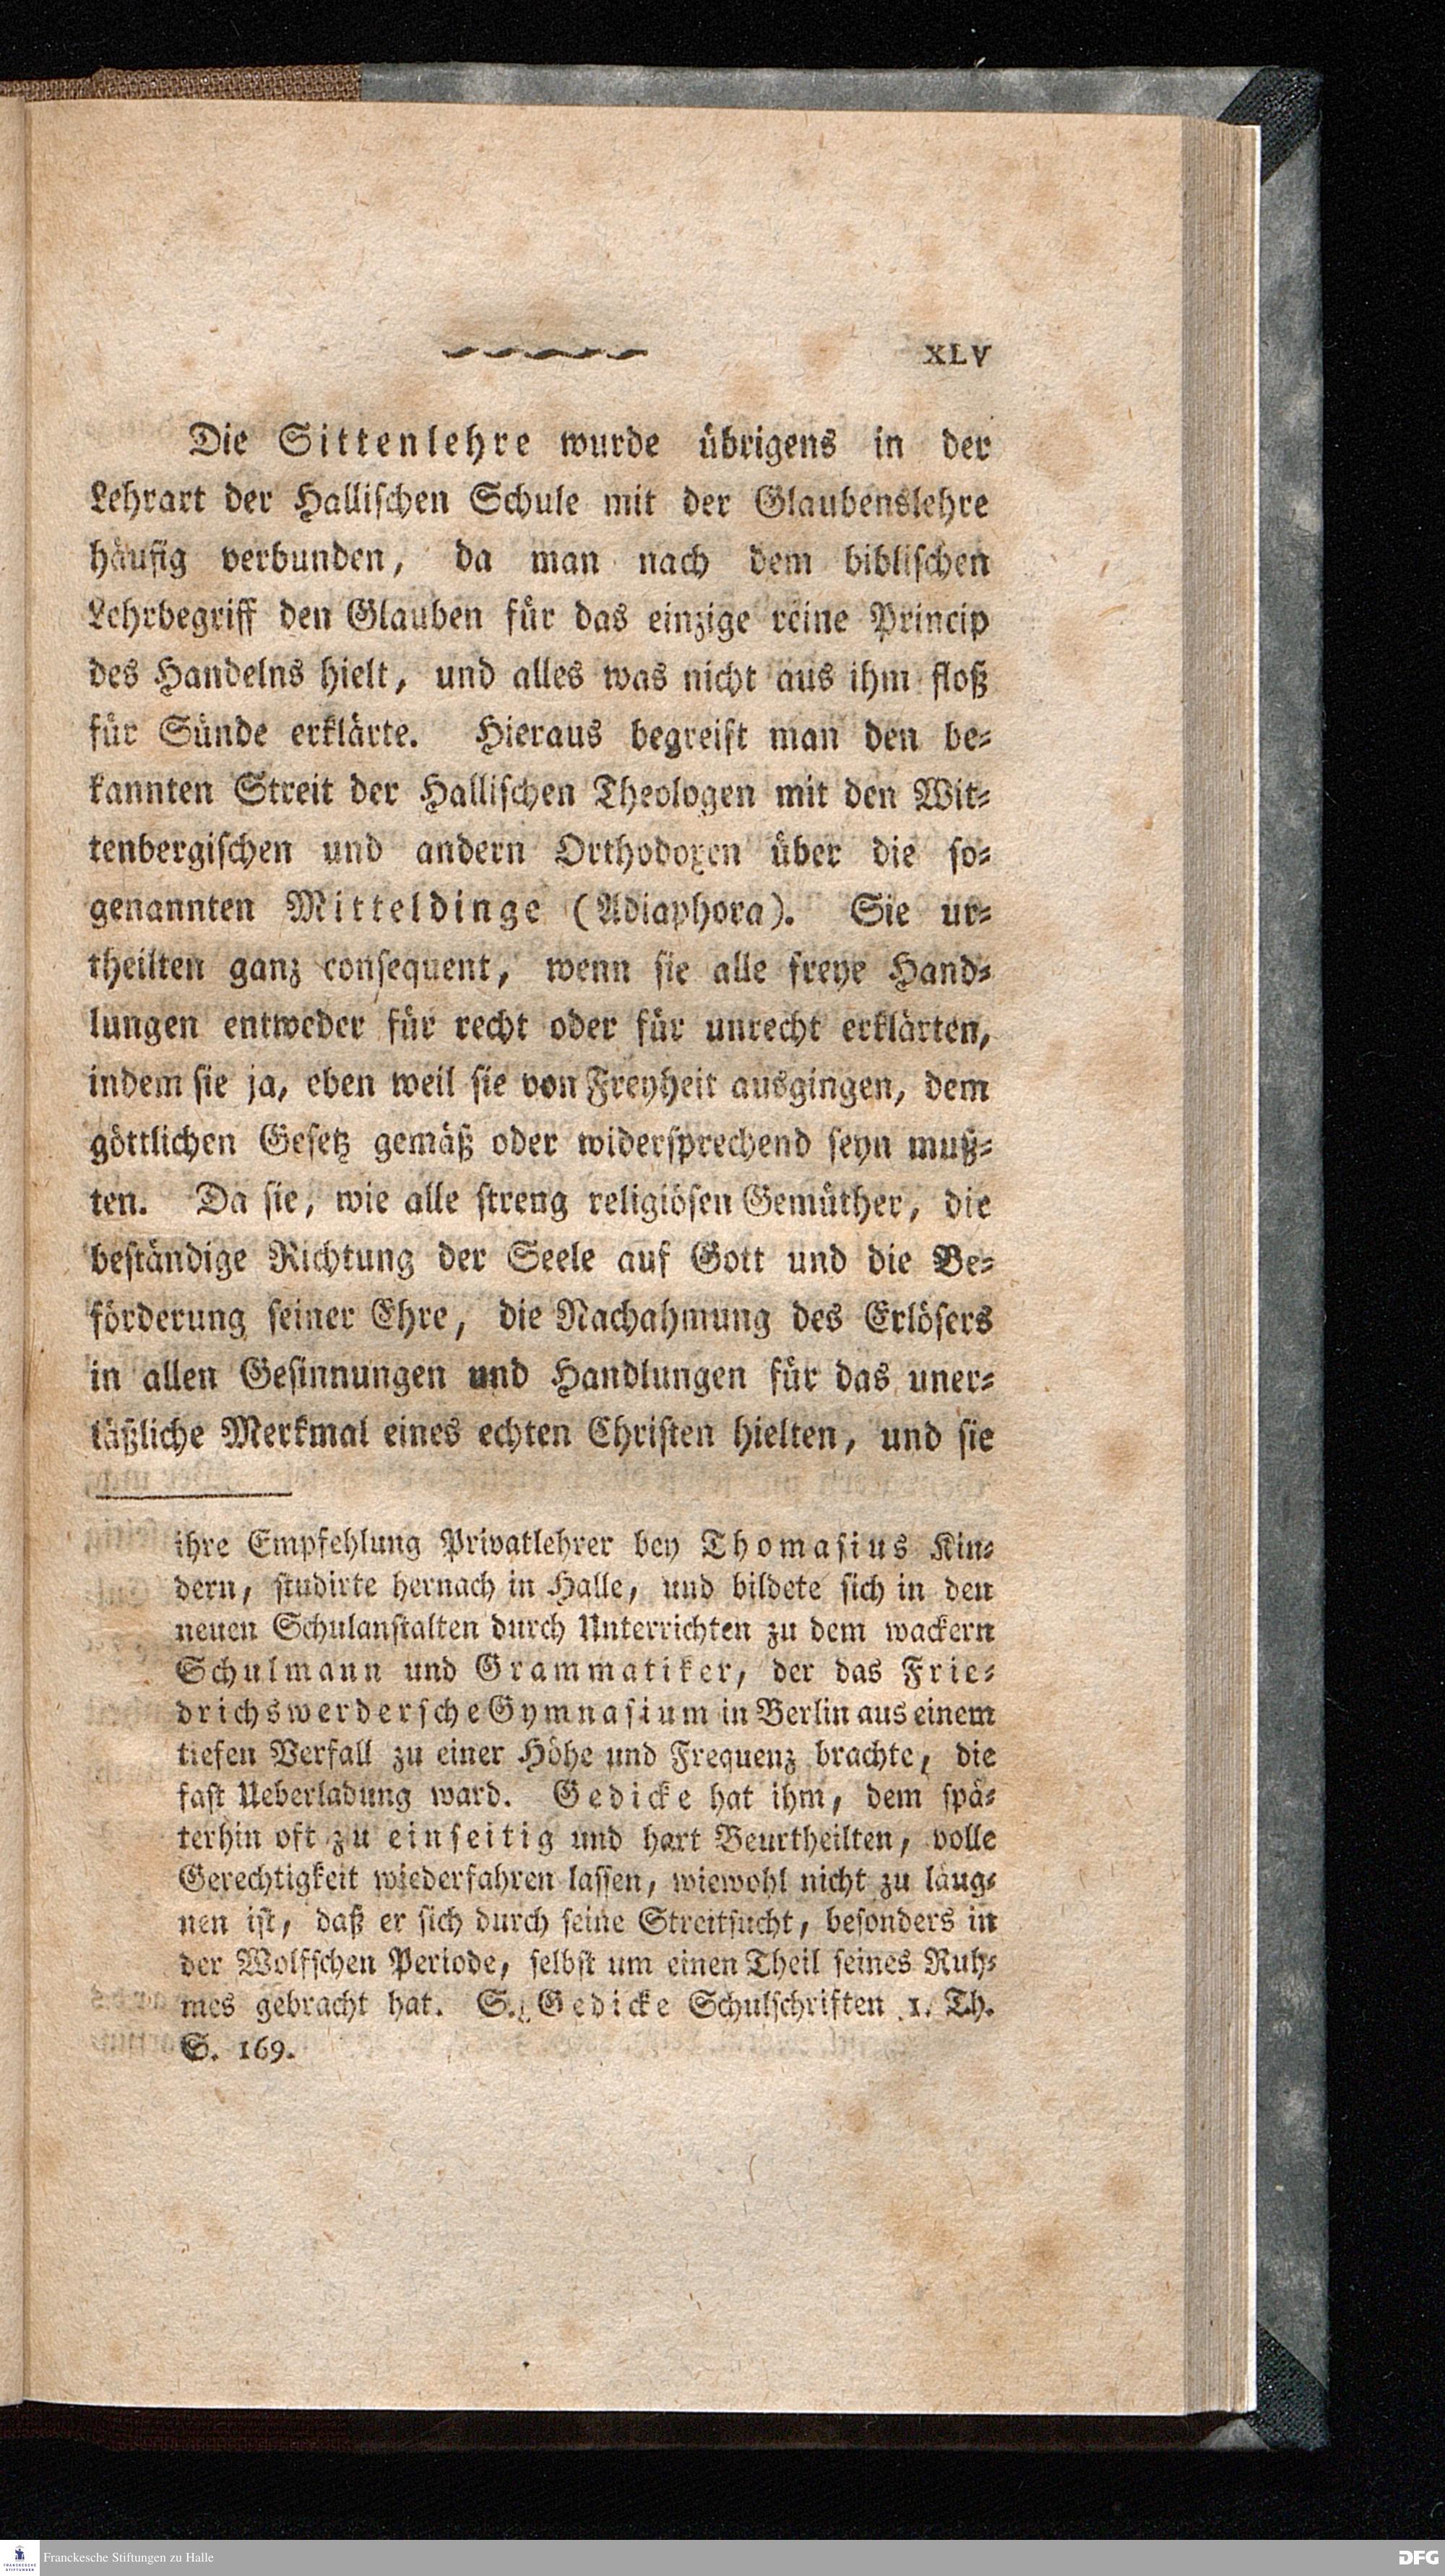 XLV
Die Sittenlehre wurde übrigens in der
Lehrart der Hallischen Schule mit der Glaubenslehre
häufig verbunden, da man nach dem biblischen
Lehrbegriff den Glauben für das einzige reine Princip
des Handelns hielt, und alles was nicht aus ihm floß
für Sünde erklärte. Hieraus begreift man den be-
kannten Streit der Hallischen Theologen mit den Wit-
tenbergischen und andern Orthodoxen über die so-
genannten Mitteldinge (Adiaphora). Sie ur-
theilten ganz consequent, wenn sie alle freye Hand-
lungen entweder für recht oder für unrecht erklärten,
indem sie ja, eben weil sie von Freyheit ausgingen, dem
göttlichen Gesetz gemäß oder widersprechend seyn muß-
ten. Da sie, wie alle streng religiösen Gemüther, die
beständige Richtung der Seele auf Gott und die Be-
förderung seiner Ehre, die Nachahmung des Erlösers
in allen Gesinnungen und Handlungen für das uner-
läßliche Merkmal eines echten Christen hielten, und sie
ihre Empfehlung Privatlehrer bey Thomasius Kin-
dern, studirte hernach in Halle, und bildete sich in den
neuen Schulanstalten durch Unterrichten zu dem wackern
Schulmann und Grammatiker, der das Frie-
drichswerdersche Gymnasium in Berlin aus einem
tiefen Verfall zu einer Höhe und Frequenz brachte, die
fast Ueberladung ward. Gedicke hat ihm, dem spä-
terhin oft zu einseitig und hart Beurtheilten, volle
Gerechtigkeit wiederfahren lassen, wiewohl nicht zu läug-
nen ist, daß er sich durch seine Streitsucht, besonders in
der Wolfschen Periode, selbst um einen Theil seines Ruh-
mes gebracht hat. S. Gedicke Schulschriften 1. Th.
S. 169.
FRANCKESCHE
STIFTUNGEN
Franckesche Stiftungen zu Halle
DFG